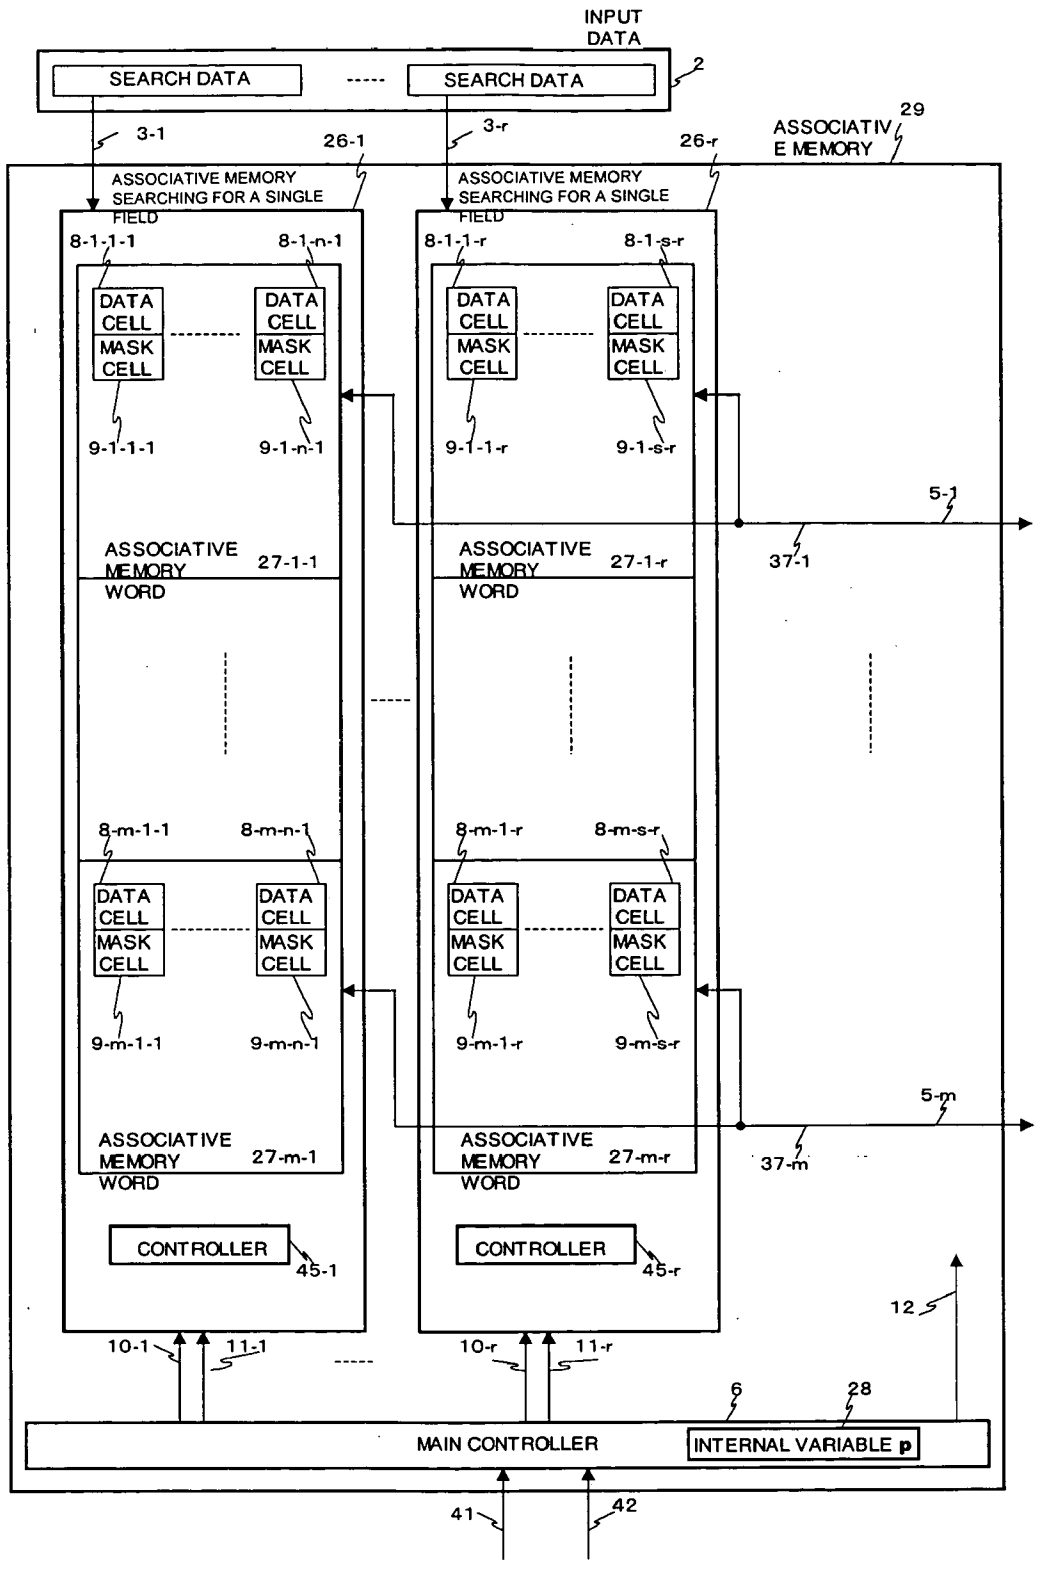 INPUT
DATA
SEARCH DATA ----- SEARCH DATA
2
3-1
3-r
26-1
26-r
ASSOCIATIV
E MEMORY
29
ASSOCIATIVE MEMORY
SEARCHING FOR A SINGLE
FIELD
ASSOCIATIVE MEMORY
SEARCHING FOR A SINGLE
FIELD
8-1-1-1
8-1-n-1
8-1-1-r
8-1-s-r
DATA
CELL
MASK
CELL
DATA
CELL
MASK
CELL
DATA
CELL
MASK
CELL
DATA
CELL
MASK
CELL
9-1-1-1
9-1-n-1
9-1-1-r
9-1-s-r
5-1
37-1
ASSOCIATIVE
MEMORY
WORD
27-1-1
ASSOCIATIVE
MEMORY
WORD
27-1-r
8-m-1-1
8-m-n-1
8-m-1-r
8-m-s-r
DATA
CELL
MASK
CELL
DATA
CELL
MASK
CELL
DATA
CELL
MASK
CELL
DATA
CELL
MASK
CELL
9-m-1-1
9-m-n-1
9-m-1-r
9-m-s-r
5-m
37-m
ASSOCIATIVE
MEMORY
WORD
27-m-1
ASSOCIATIVE
MEMORY
WORD
27-m-r
CONTROLLER
45-1
CONTROLLER
45-r
12
10-1
11-1
10-r
11-r
6
28
MAIN CONTROLLER
INTERNAL VARIABLE p
41
42